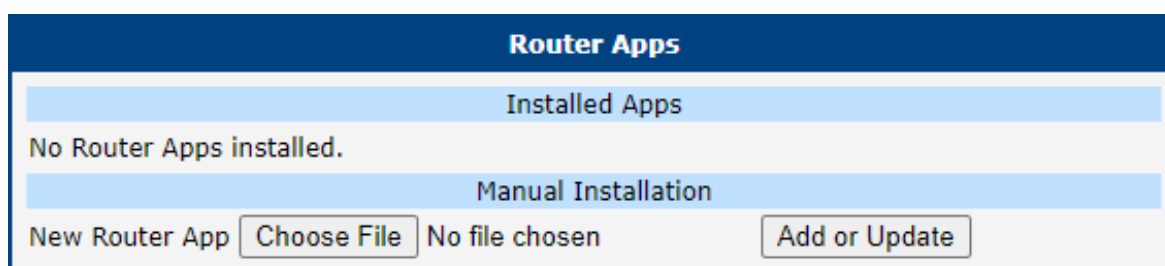 Router Apps
Installed Apps
No Router Apps installed.
Manual Installation
New Router App Choose File No file chosen Add or Update